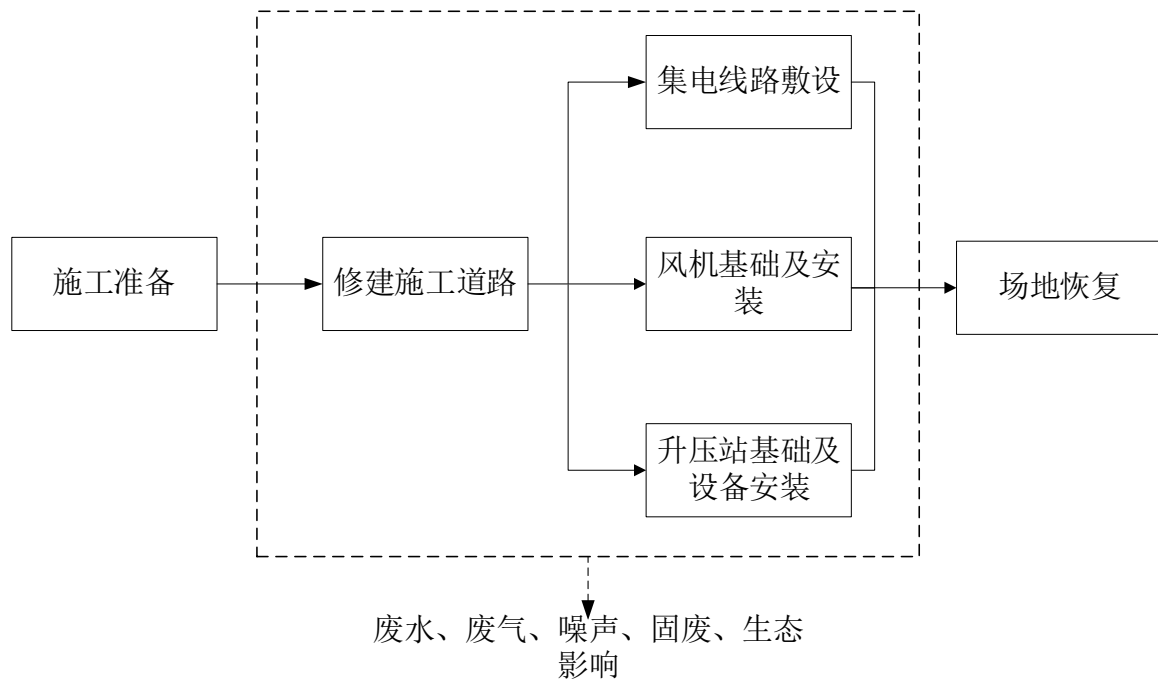 集电线路敷设
施工准备
修建施工道路
风机基础及安
装
场地恢复
升压站基础及
设备安装
废水、废气、噪声、固废、生态
影响